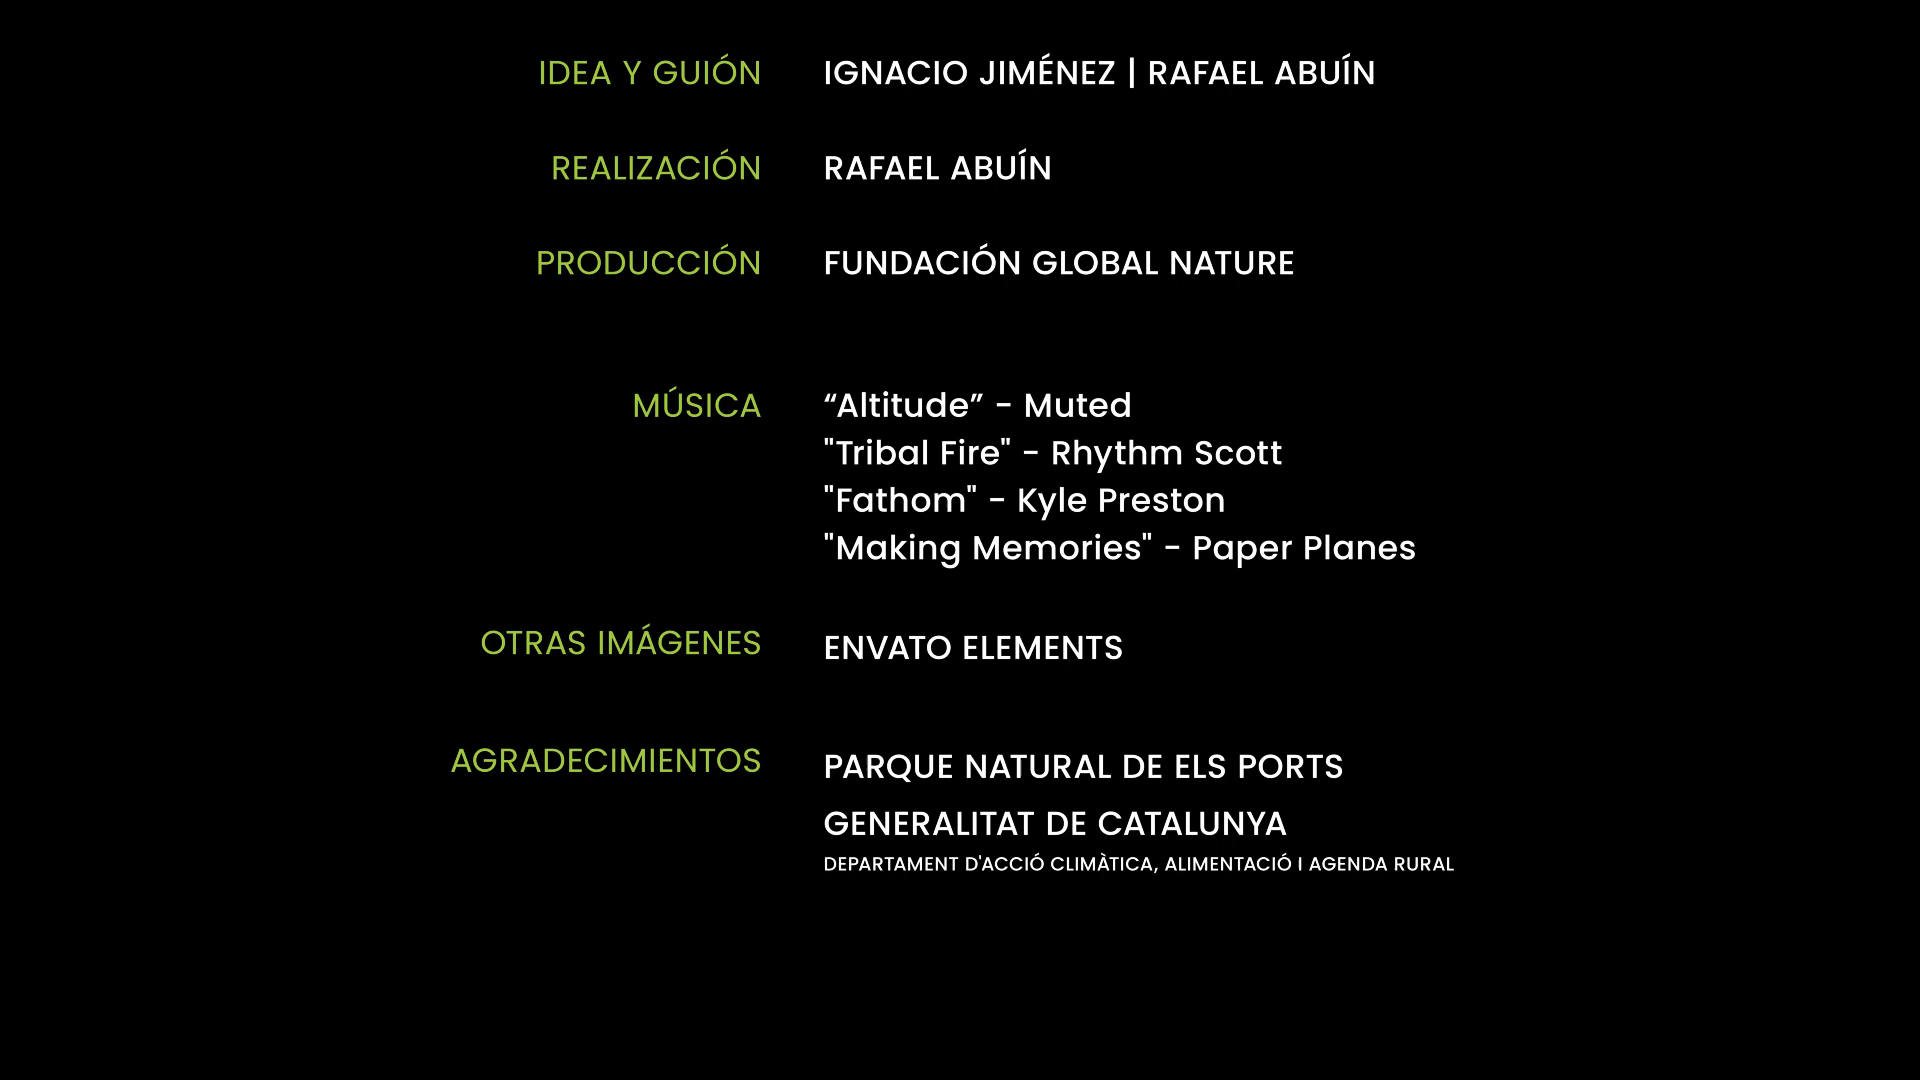 IDEA Y GUIÓN IGNACIO JIMÉNEZ | RAFAEL ABUÍN
REALIZACIÓN RAFAEL ABUÍN
PRODUCCIÓN FUNDACIÓN GLOBAL NATURE
MÚSICA “Altitude” - Muted
"Tribal Fire" - Rhythm Scott
"Fathom" - Kyle Preston
"Making Memories" - Paper Planes
OTRAS IMÁGENES ENVATO ELEMENTS
AGRADECIMIENTOS PARQUE NATURAL DE ELS PORTS
GENERALITAT DE CATALUNYA
DEPARTAMENT D'ACCIÓ CLIMÀTICA, ALIMENTACIÓ I AGENDA RURAL